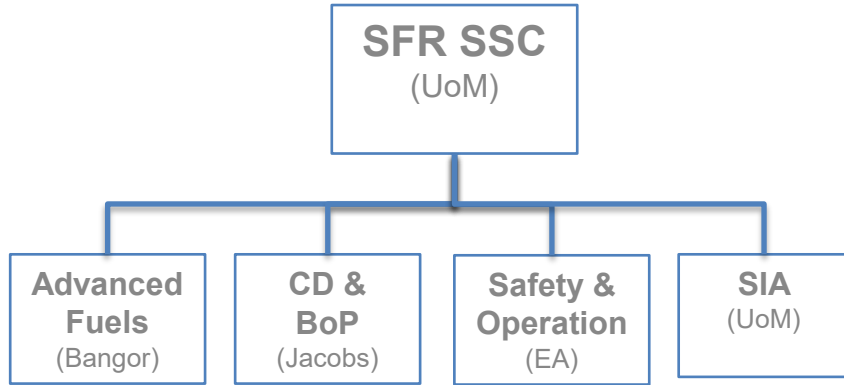 SFR SSC
(UoM)
Advanced
Fuels
(Bangor)
CD &
BoP
(Jacobs)
Safety &
Operation
(EA)
SIA
(UoM)